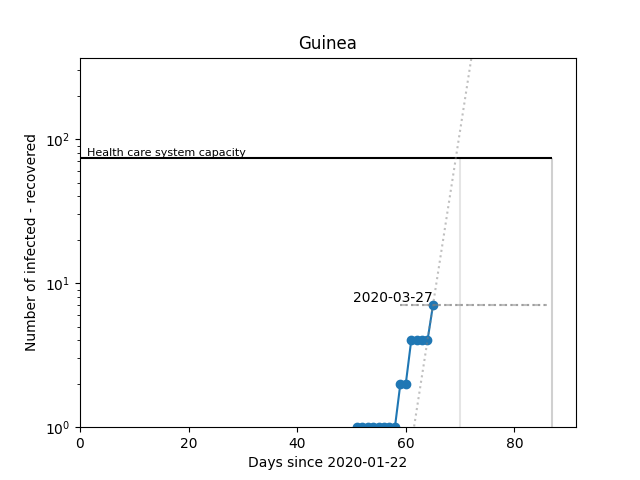 Guinea
Number of infected - recovered
10²
10¹
10⁰
Health care system capacity
2020-03-27
0 20 40 60 80
Days since 2020-01-22